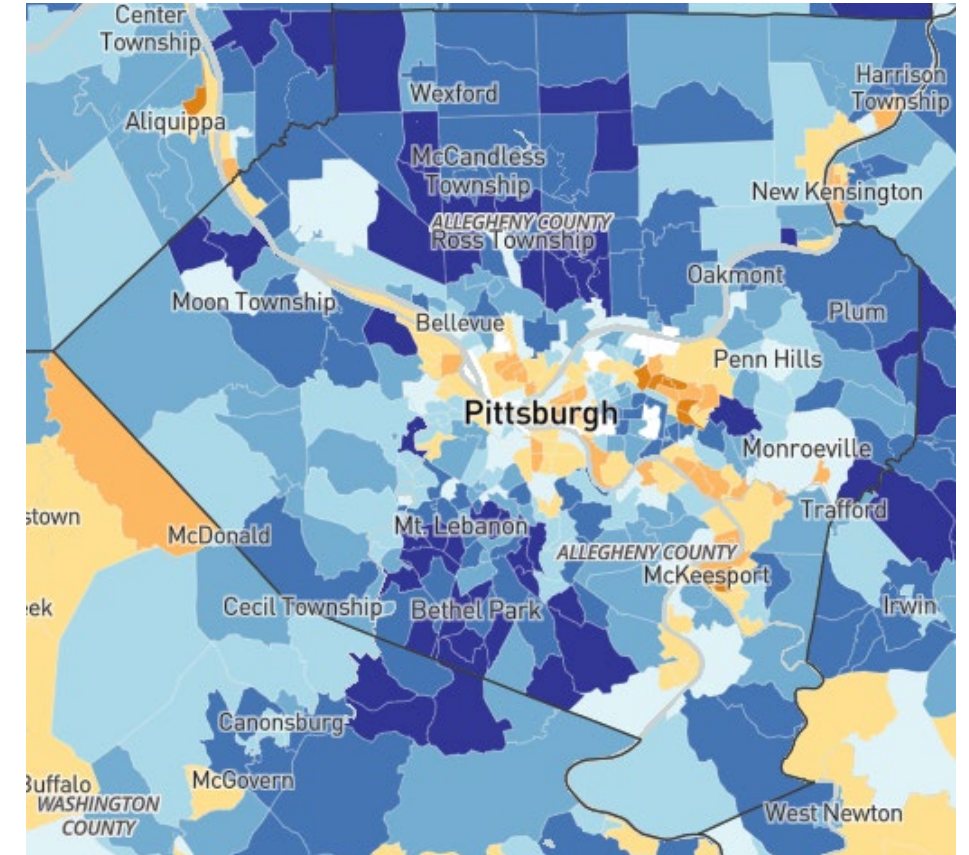 Center
Township
Wexford
Harrison
Township
Aliquippa
McCandless
Township
New Kensington
ALLEGHENY COUNTY
Ross Township
Oakmont
Moon Township
Bellevue
Plum
Penn Hills
Pittsburgh
Monroeville
stown
McDonald
Mt. Lebanon
Trafford
ALLEGHENY COUNTY
McKeesport
eek
Cecil Township
Bethel Park
Irwin
Canonsburg
McGovern
Buffalo
WASHINGTON
COUNTY
West Newton